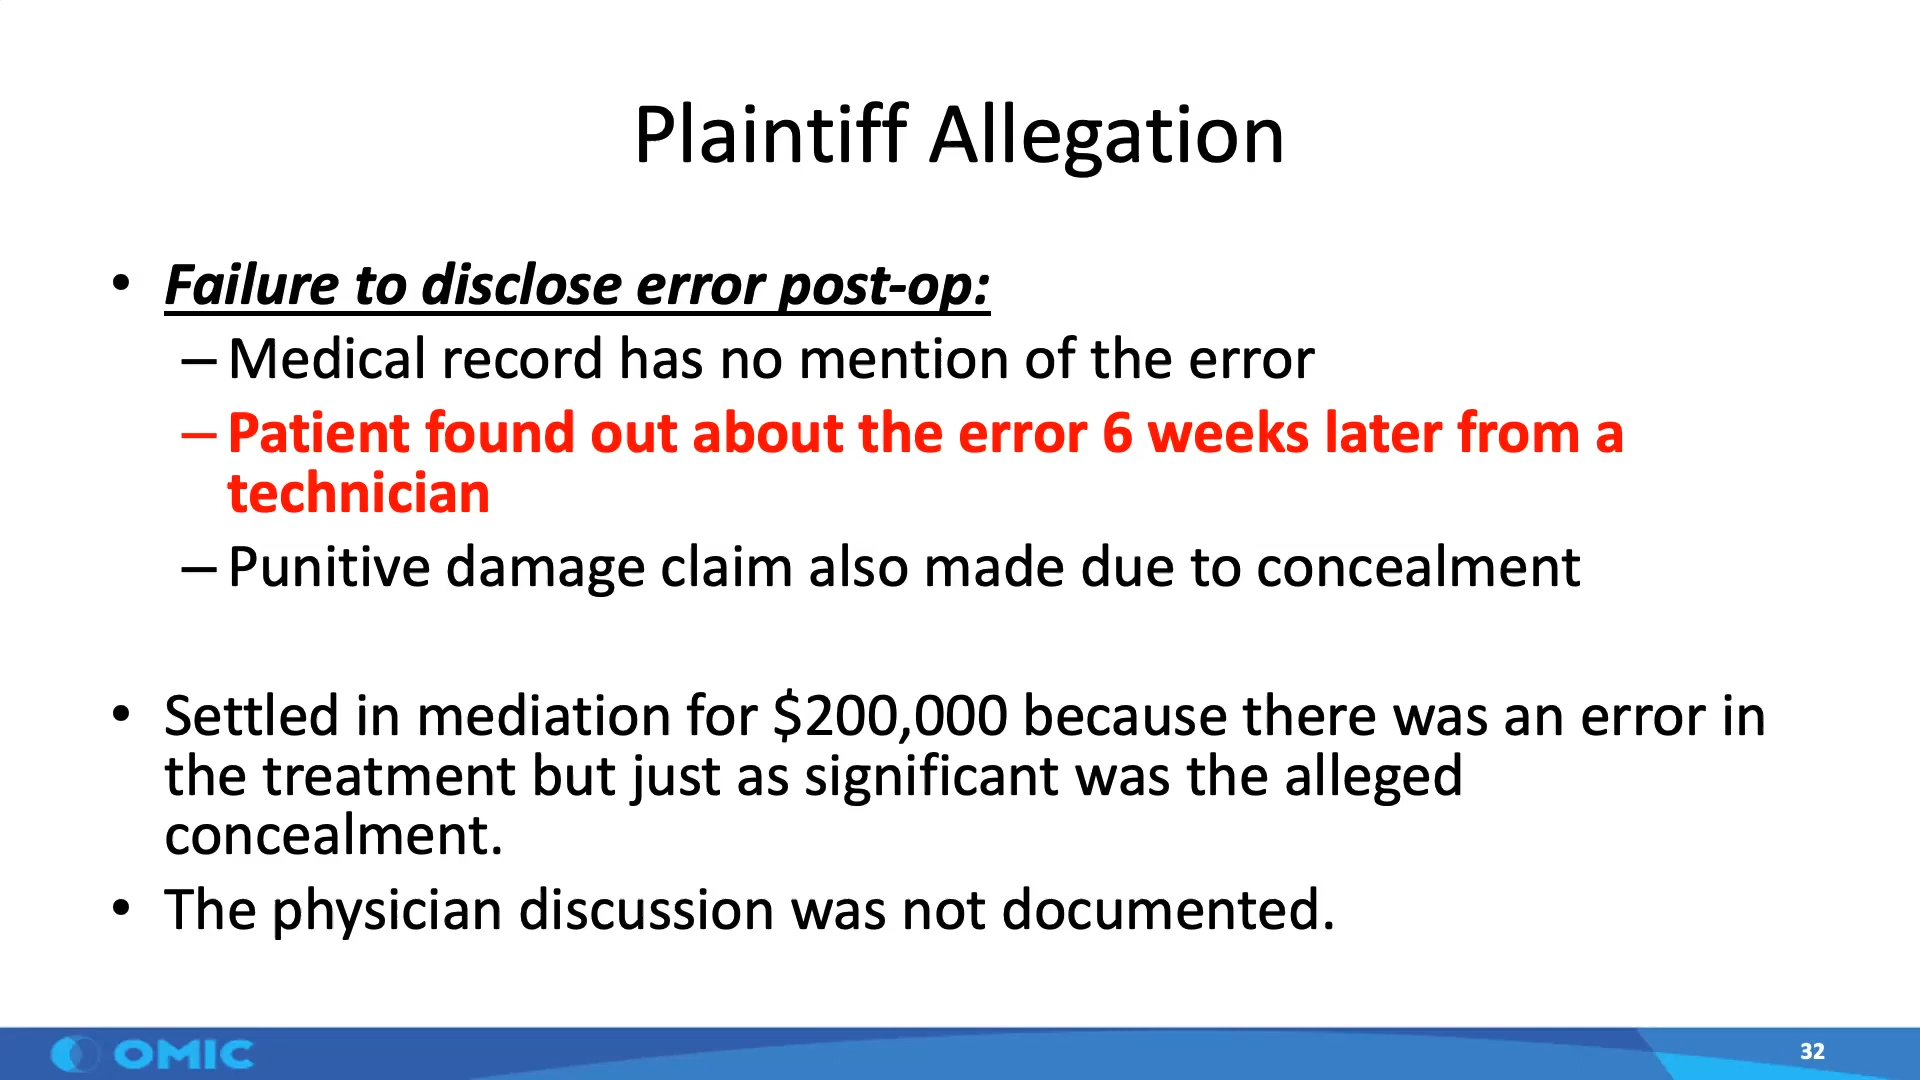 Plaintiff Allegation
• Failure to disclose error post-op:
– Medical record has no mention of the error
– Patient found out about the error 6 weeks later from a
technician
– Punitive damage claim also made due to concealment
• Settled in mediation for $200,000 because there was an error in
the treatment but just as significant was the alleged
concealment.
• The physician discussion was not documented.
OMIC
32